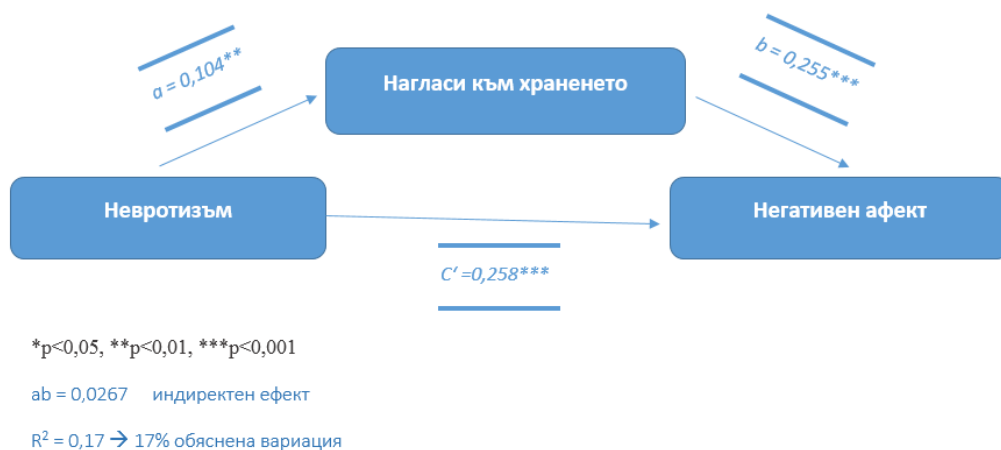 a = 0,104**
Нагласи към храненето
b = 0,255***
Невротизъм
Негативен афект
C' =0,258***
*p<0,05, **p<0,01, ***p<0,001
ab = 0,0267 индиректен ефект
R² = 0,17 → 17% обяснена вариация